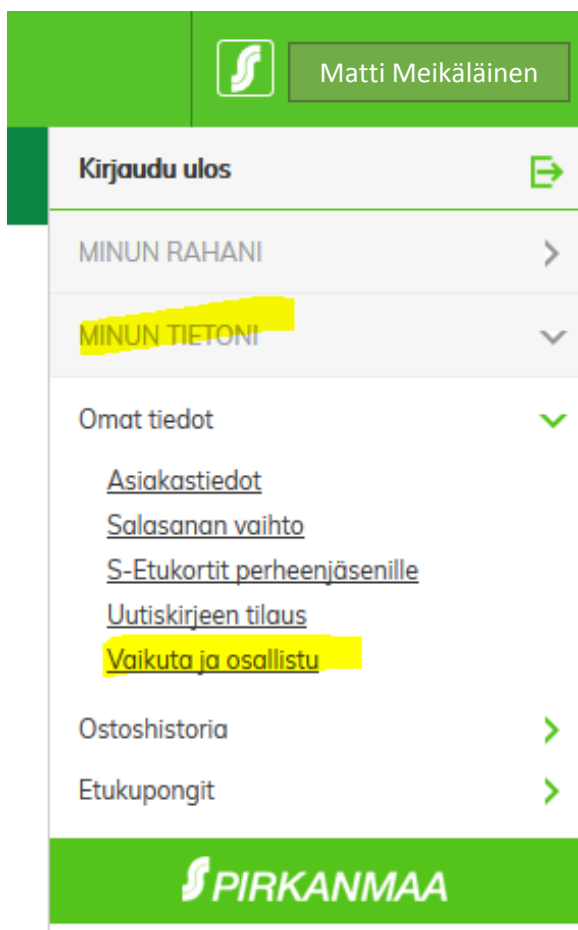 Matti Meikäläinen
Kirjaudu ulos
MINUN RAHANI
MINUN TIETONI
Omat tiedot
Asiakastiedot
Salasanan vaihto
S-Etukortit perheenjäsenille
Uutiskirjeen tilaus
Vaikuta ja osallistu
Ostoshistoria
Etukupongit
S PIRKANMAA